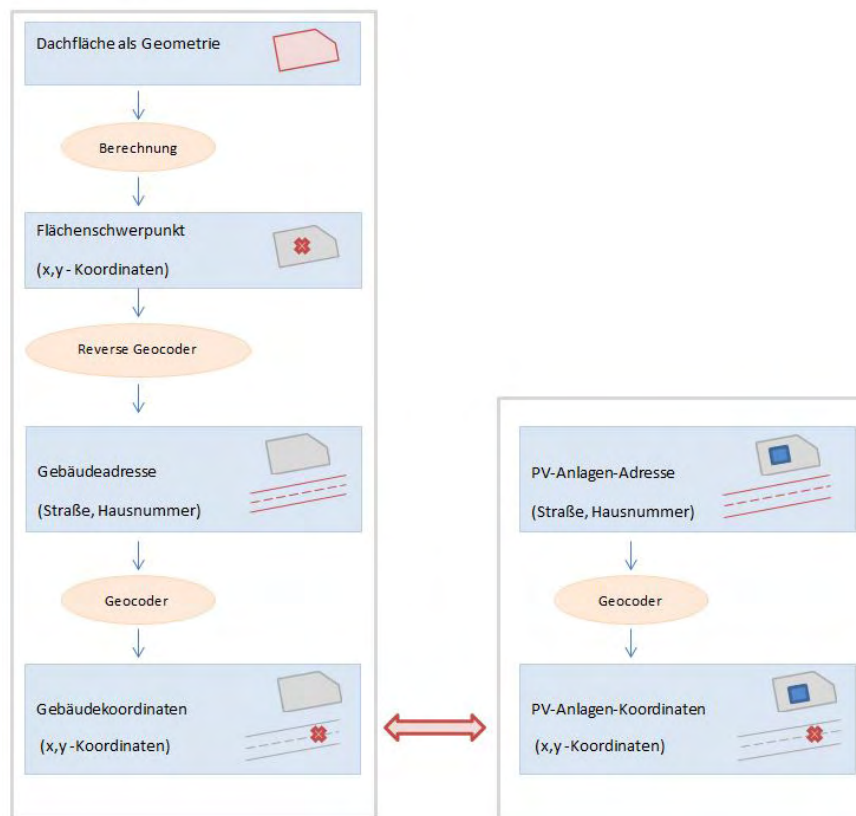 Dachfläche als Geometrie
Berechnung
Flächenschwerpunkt
(x,y - Koordinaten)
Reverse Geocoder
Gebäudeadresse
(Straße, Hausnummer)
Geocoder
Gebäudekoordinaten
(x,y -Koordinaten)
PV-Anlagen-Adresse
(Straße, Hausnummer)
Geocoder
PV-Anlagen-Koordinaten
(x,y -Koordinaten)